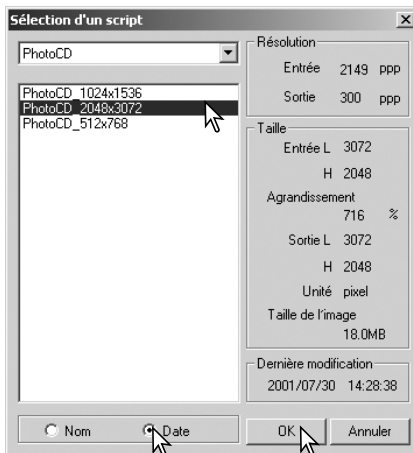 Sélection d'un script
PhotoCD
PhotoCD_1024x1536
PhotoCD_2048x3072
PhotoCD_512x768
Nom
Date
Résolution
Entrée 2149 ppp
Sortie 300 ppp
Taille
Entrée L 3072
H 2048
Agrandissement
716 %
Sortie L 3072
H 2048
Unité pixel
Taille de l'image
18.0MB
Dernière modification
2001/07/30 14:28:38
OK
Annuler